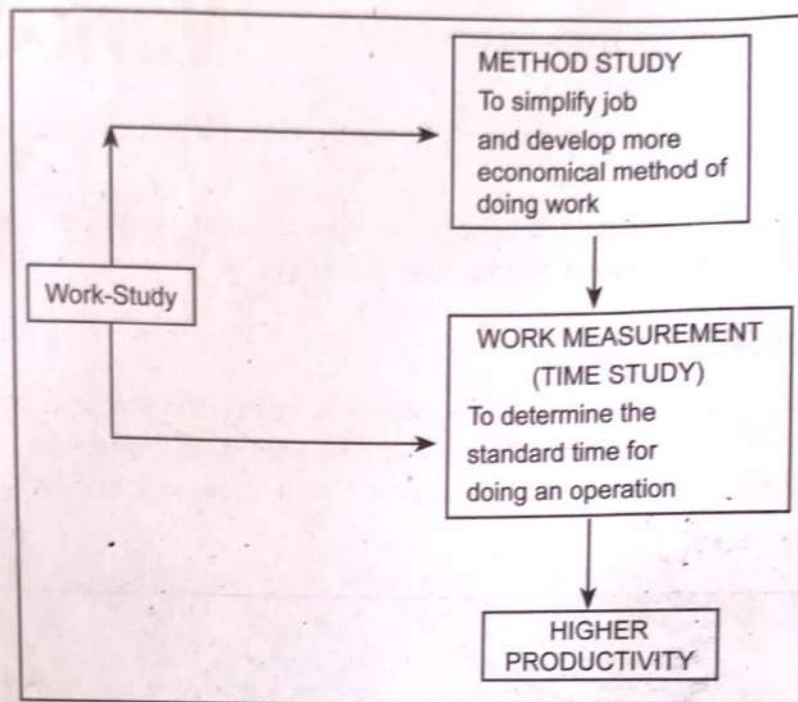 METHOD STUDY
To simplify job
and develop more
economical method of
doing work
Work-Study
WORK MEASUREMENT
(TIME STUDY)
To determine the
standard time for
doing an operation
HIGHER
PRODUCTIVITY